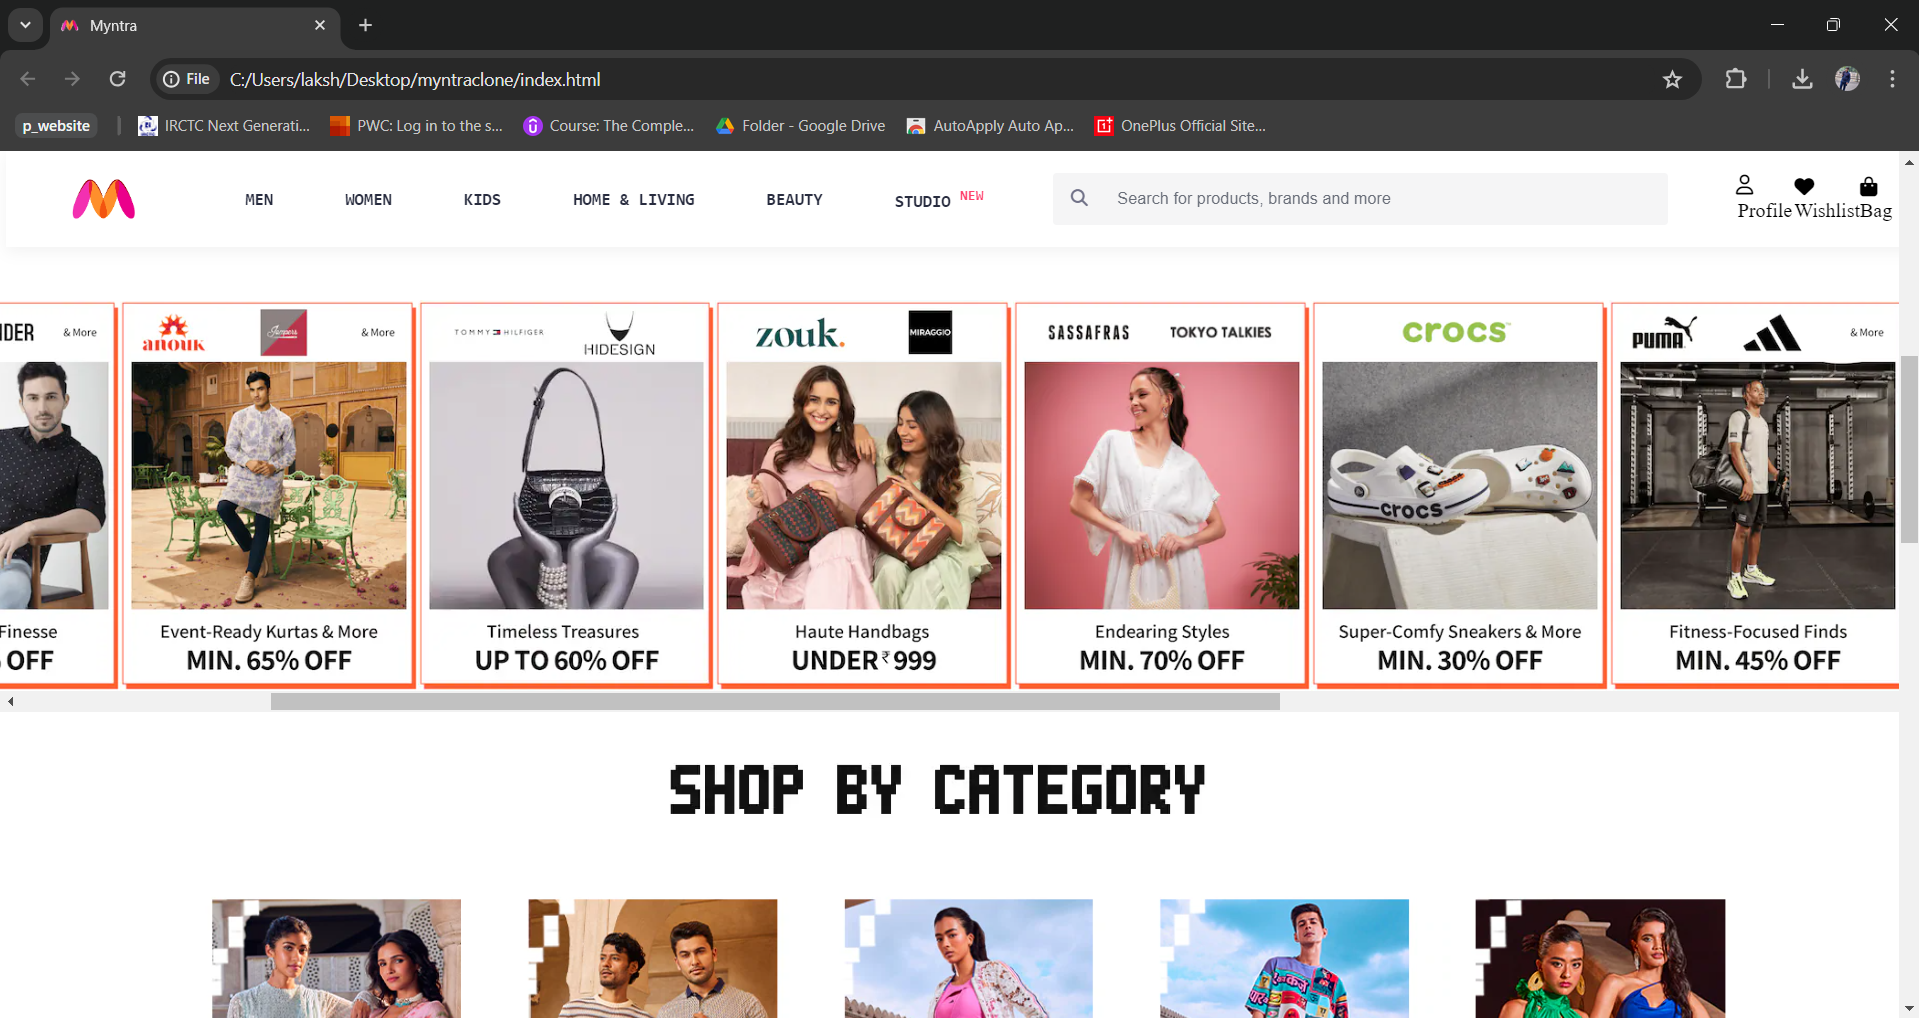 Myntra
File C:/Users/laksh/Desktop/myntraclone/index.html
p_website IRCTC Next Generati... PWC: Log in to the s... Course: The Comple... Folder - Google Drive AutoApply Auto Ap... OnePlus Official Site...
MEN WOMEN KIDS HOME & LIVING BEAUTY STUDIO NEW Search for products, brands and more Profile Wishlist Bag
DER & More anouk Jumpers & More TOMMY HILFIGER HIDESIGN zouk. MIRAGGIO SASSAFRAS TOKYO TALKIES crocs™ PUMA & More
crocs
Finesse Event-Ready Kurtas & More Timeless Treasures Haute Handbags Endearing Styles Super-Comfy Sneakers & More Fitness-Focused Finds
OFF MIN. 65% OFF UP TO 60% OFF UNDER ₹999 MIN. 70% OFF MIN. 30% OFF MIN. 45% OFF
SHOP BY CATEGORY